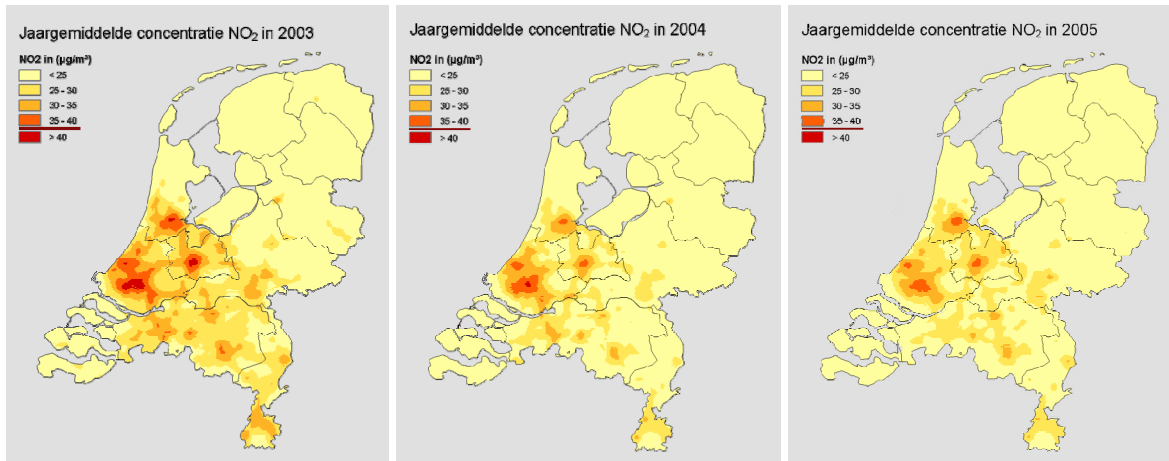 Jaargemiddelde concentratie NO₂ in 2003
NO2 in (µg/m³)
< 25
25 - 30
30 - 35
35 - 40
> 40
Jaargemiddelde concentratie NO₂ in 2004
NO2 in (µg/m³)
< 25
25 - 30
30 - 35
35 - 40
> 40
Jaargemiddelde concentratie NO₂ in 2005
NO2 in (µg/m³)
< 25
25 - 30
30 - 35
35 - 40
> 40